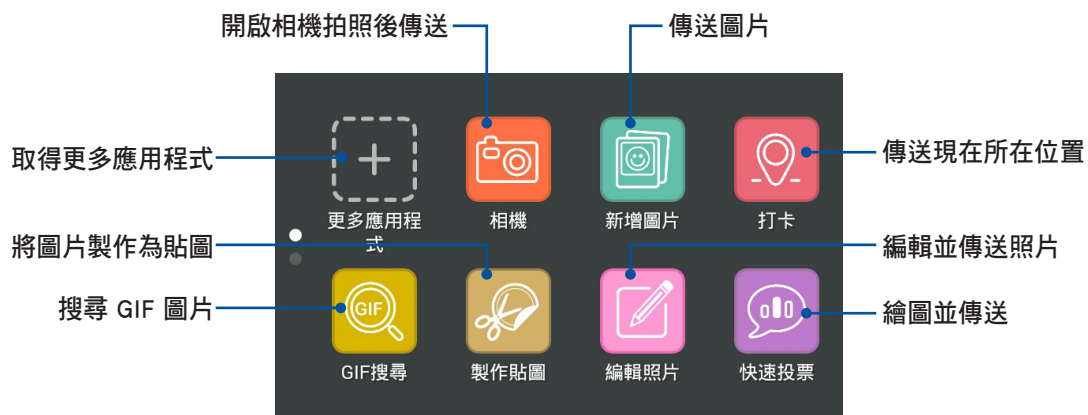 開啟相機拍照後傳送
傳送圖片
取得更多應用程式
傳送現在所在位置
更多應用程
式
相機
新增圖片
打卡
將圖片製作為貼圖
編輯並傳送照片
搜尋 GIF 圖片
繪圖並傳送
GIF
GIF搜尋
製作貼圖
編輯照片
快速投票